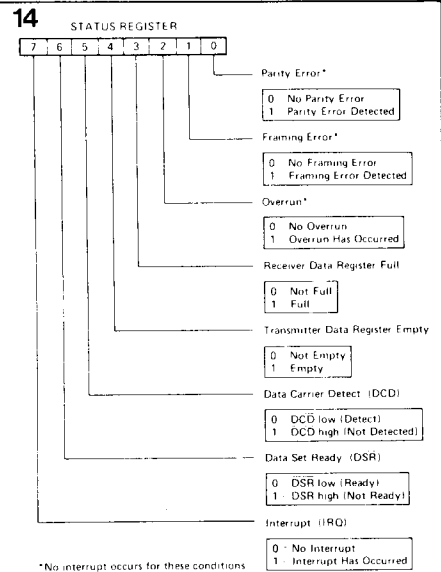 14
STATUS REGISTER
7 6 5 4 3 2 1 0
Parity Error*
0 No Parity Error
1 Parity Error Detected
Framing Error*
0 No Framing Error
1 Framing Error Detected
Overrun*
0 No Overrun
1 Overrun Has Occurred
Receiver Data Register Full
0 Not Full
1 Full
Transmitter Data Register Empty
0 Not Empty
1 Empty
Data Carrier Detect (DCD)
0 DCD low (Detect)
1 DCD high (Not Detected)
Data Set Ready (DSR)
0 DSR low (Ready)
1 - DSR high (Not Ready)
Interrupt (IRQ)
0 - No Interrupt
1 - Interrupt Has Occurred
*No interrupt occurs for these conditions